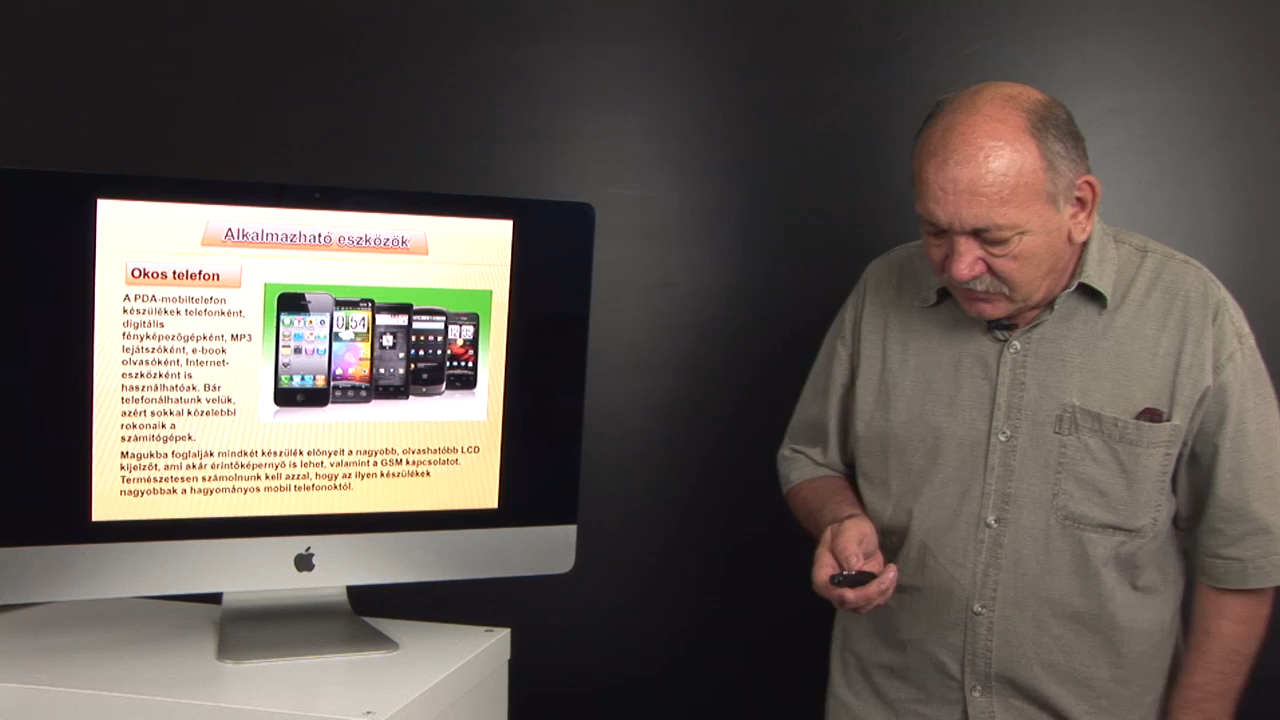 Alkalmazható eszközök
Okos telefon
A PDA-mobiltelefon
készülékek telefonként,
digitális
fényképezőgépként, MP3
lejátszóként, e-book
olvasóként, Internet-
eszközként is
használhatóak. Bár
telefonálhatunk velük,
azért sokkal közelebbi
rokonaik a
számítógépek.
Magukba foglalják mindkét készülék előnyeit a nagyobb, olvashatóbb LCD
kijelzőt, ami akár érintőképernyő is lehet, valamint a GSM kapcsolatot.
Természetesen számolnunk kell azzal, hogy az ilyen készülékek
nagyobbak a hagyományos mobil telefonoktól.